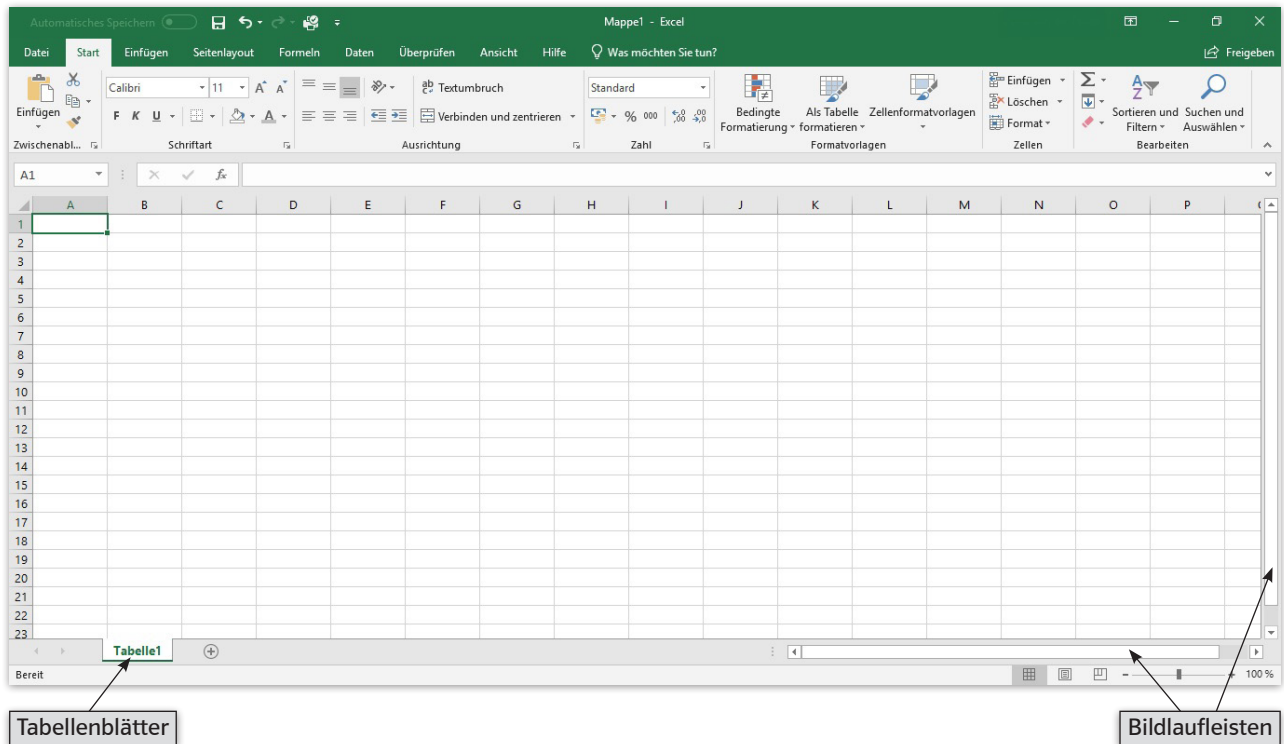 Automatisches Speichern
Mappe1 - Excel
Datei Start Einfügen Seitenlayout Formeln Daten Überprüfen Ansicht Hilfe Was möchten Sie tun? Freigeben
Einfügen
Zwischenabl...
Calibri 11 A A
F K U A
Schriftart
ab Textumbruch
Verbinden und zentrieren
Ausrichtung
Standard
% 000 ,00
Zahl
Bedingte Formatierung
Als Tabelle formatieren
Zellenformatvorlagen
Formatvorlagen
Einfügen
Löschen
Format
Zellen
Σ
Sortieren und Filtern
Suchen und Auswählen
Bearbeiten
A1 fx
A B C D E F G H I J K L M N O P
1
2
3
4
5
6
7
8
9
10
11
12
13
14
15
16
17
18
19
20
21
22
23
Tabelle1
Bereit 100 %
Tabellenblätter Bildlaufleisten